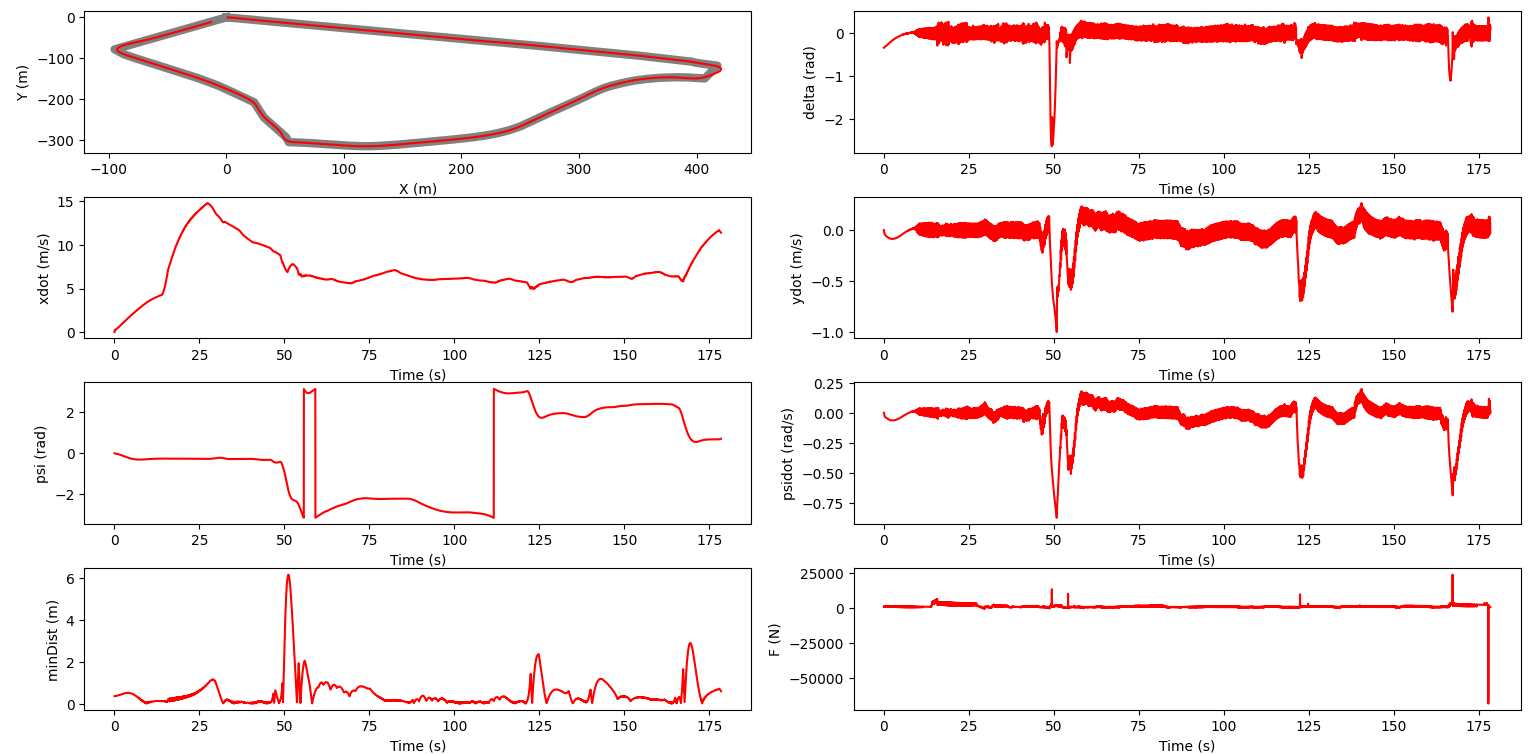 0
−100
−200
−300
Y (m)
−100 0 100 200 300 400
X (m)
0
−1
−2
delta (rad)
0 25 50 75 100 125 150 175
Time (s)
15
10
5
0
xdot (m/s)
0 25 50 75 100 125 150 175
Time (s)
0.0
−0.5
−1.0
ydot (m/s)
0 25 50 75 100 125 150 175
Time (s)
2
0
−2
psi (rad)
0 25 50 75 100 125 150 175
Time (s)
0.25
0.00
−0.25
−0.50
−0.75
psidot (rad/s)
0 25 50 75 100 125 150 175
Time (s)
6
4
2
0
minDist (m)
0 25 50 75 100 125 150 175
Time (s)
25000
0
−25000
−50000
F (N)
0 25 50 75 100 125 150 175
Time (s)